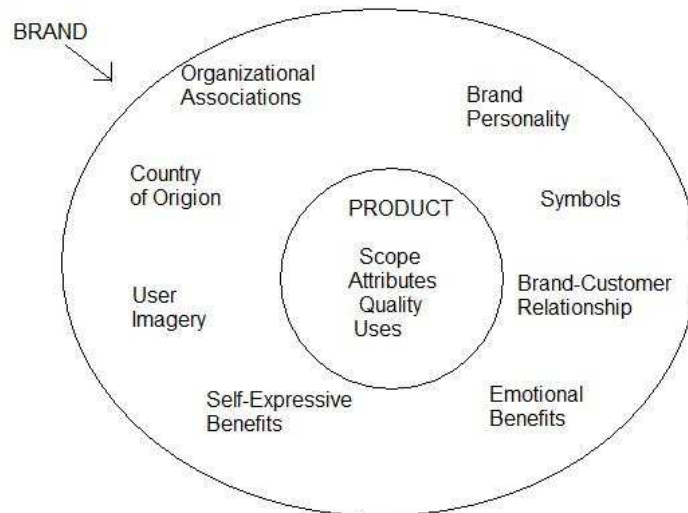 BRAND
Organizational
Associations
Brand
Personality
Country
of Origion
Symbols
PRODUCT
Scope
Attributes
Quality
Uses
User
Imagery
Brand-Customer
Relationship
Self-Expressive
Benefits
Emotional
Benefits